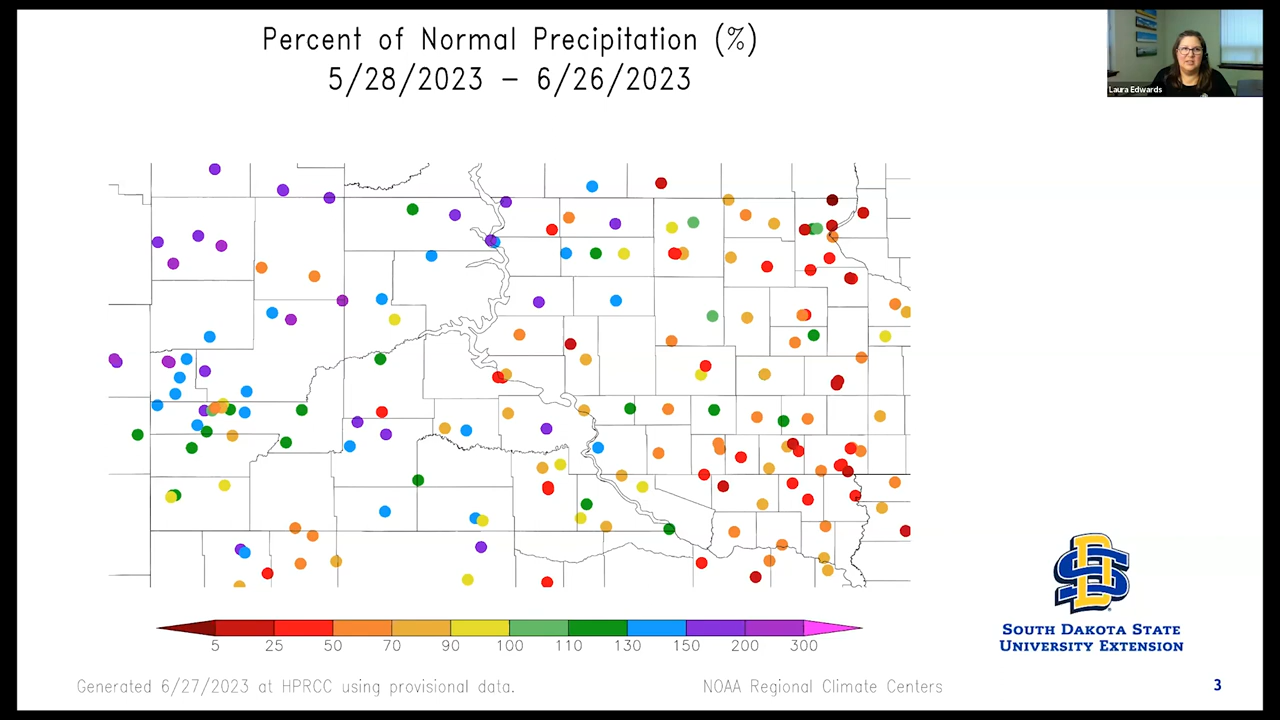 Percent of Normal Precipitation (%)
5/28/2023 – 6/26/2023
Laura Edwards
5 25 50 70 90 100 110 130 150 200 300
SOUTH DAKOTA STATE
UNIVERSITY EXTENSION
Generated 6/27/2023 at HPRCC using provisional data.
NOAA Regional Climate Centers
3